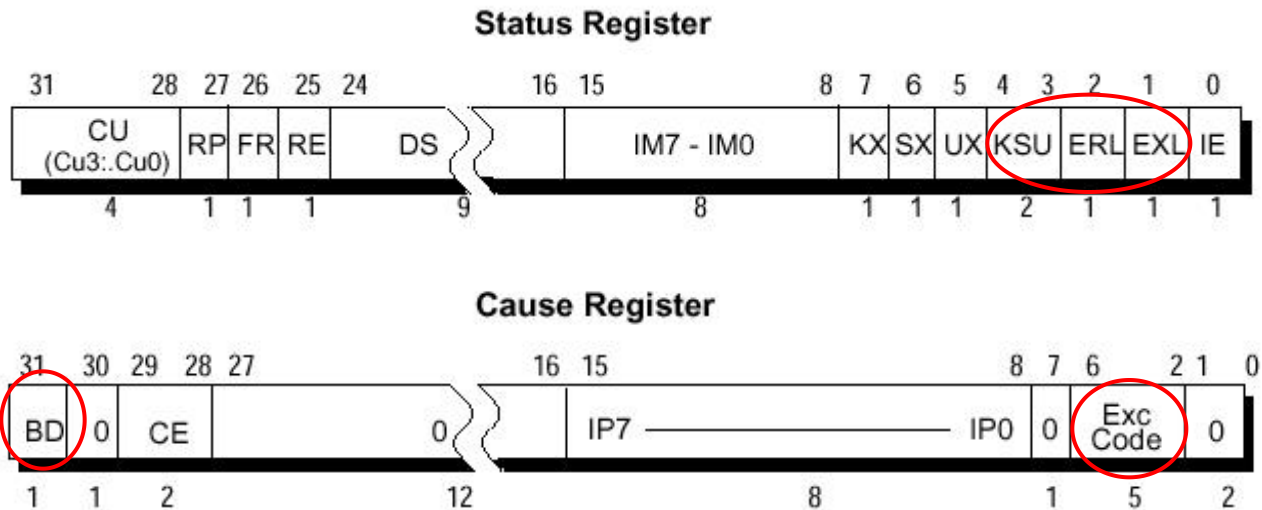 Status Register
31 28 27 26 25 24 16 15 8 7 6 5 4 3 2 1 0
CU RP FR RE DS IM7 - IM0 KX SX UX KSU ERL EXL IE
(Cu3:.Cu0)
4 1 1 1 9 8 1 1 1 2 1 1 1
Cause Register
31 30 29 28 27 16 15 8 7 6 2 1 0
BD 0 CE 0 IP7 IP0 0 Exc 0
Code
1 1 2 12 8 1 5 2